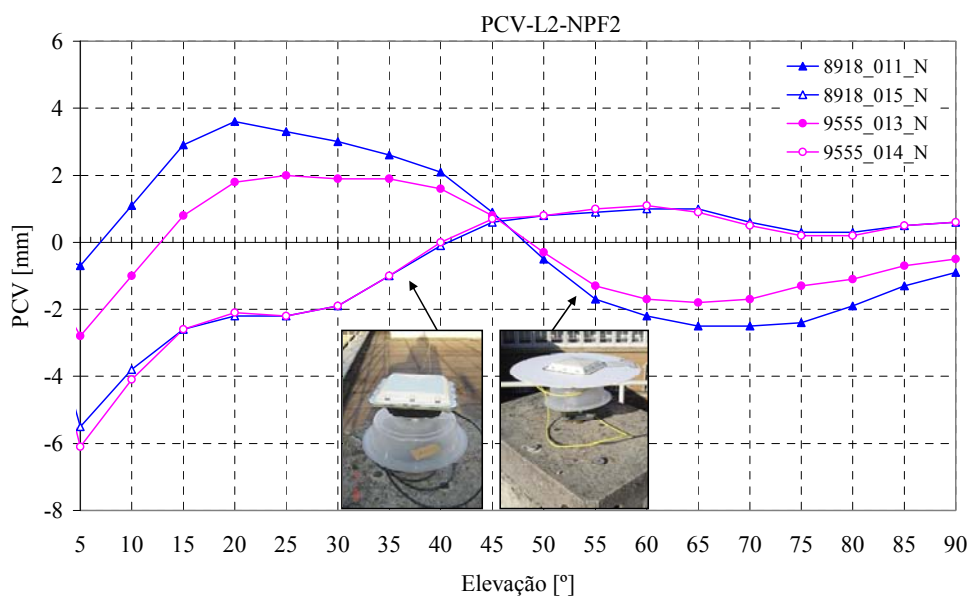 PCV-L2-NPF2
6
4
2
0
-2
-4
-6
-8
PCV [mm]
8918_011_N
8918_015_N
9555_013_N
9555_014_N
5 10 15 20 25 30 35 40 45 50 55 60 65 70 75 80 85 90
Elevação [º]